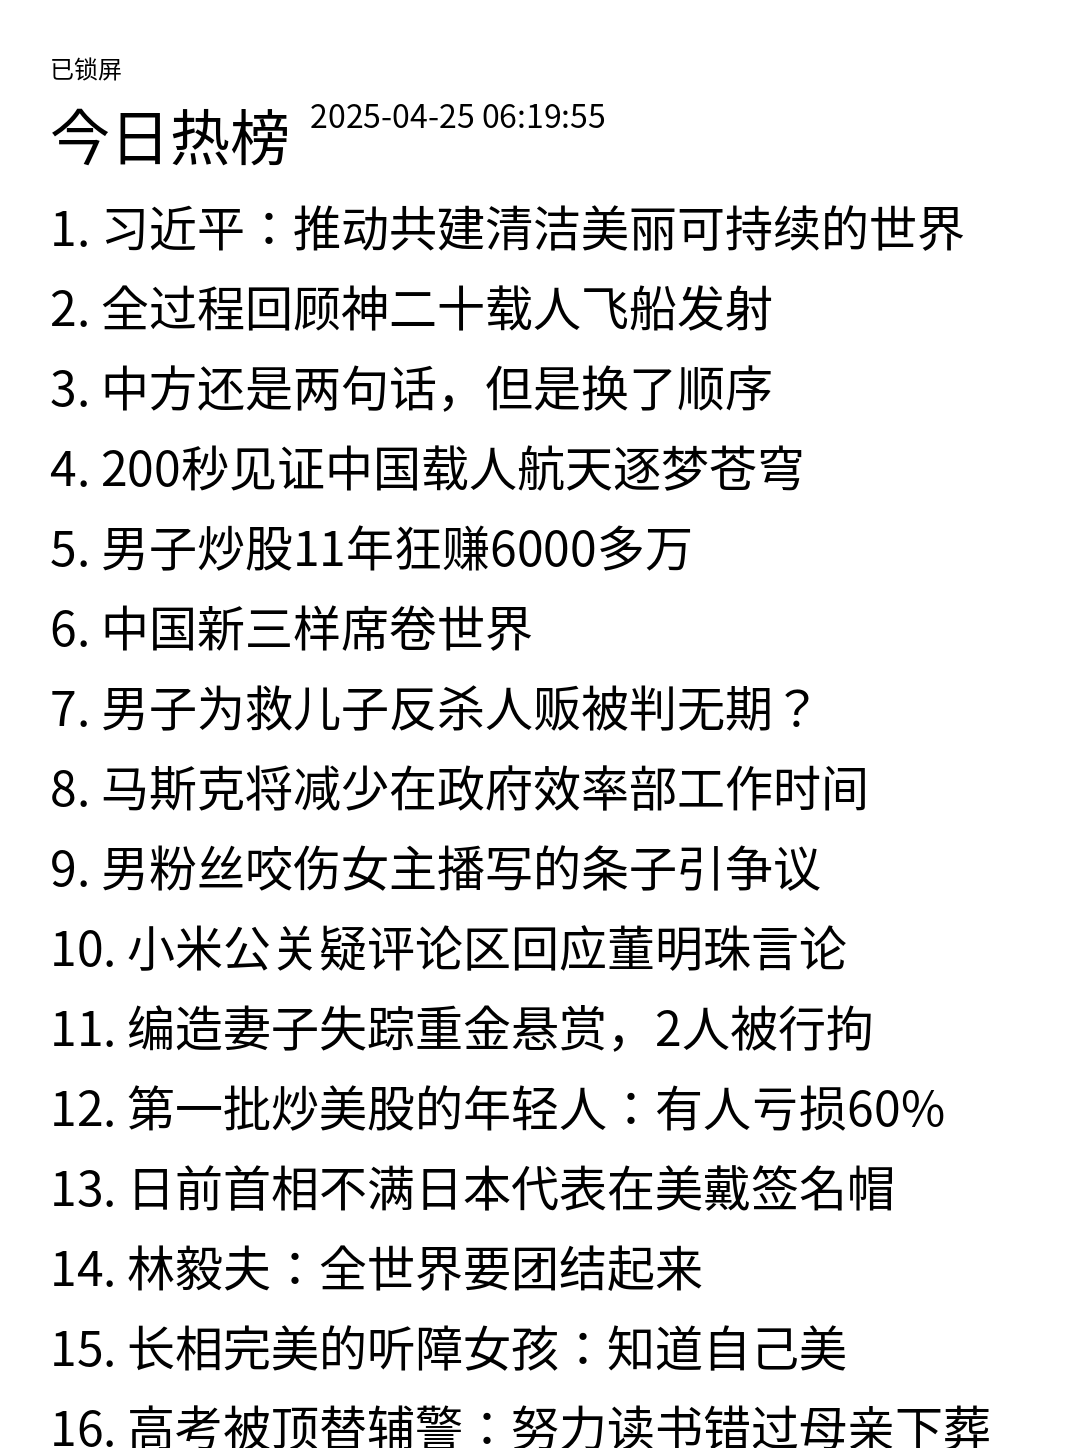 已锁屏
今日热榜 2025-04-25 06:19:55
1. 习近平：推动共建清洁美丽可持续的世界
2. 全过程回顾神二十载人飞船发射
3. 中方还是两句话，但是换了顺序
4. 200秒见证中国载人航天逐梦苍穹
5. 男子炒股11年狂赚6000多万
6. 中国新三样席卷世界
7. 男子为救儿子反杀人贩被判无期？
8. 马斯克将减少在政府效率部工作时间
9. 男粉丝咬伤女主播写的条子引争议
10. 小米公关疑评论区回应董明珠言论
11. 编造妻子失踪重金悬赏，2人被行拘
12. 第一批炒美股的年轻人：有人亏损60%
13. 日前首相不满日本代表在美戴签名帽
14. 林毅夫：全世界要团结起来
15. 长相完美的听障女孩：知道自己美
16. 高考被顶替辅警：努力读书错过母亲下葬